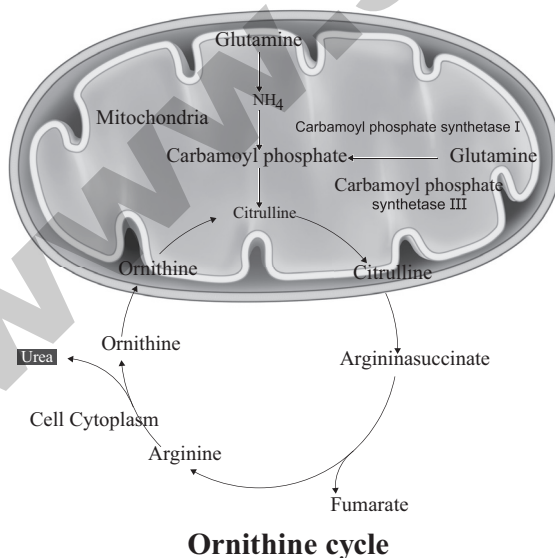 Glutamine
NH4
Mitochondria
Carbamoyl phosphate synthetase I
Carbamoyl phosphate
Glutamine
Carbamoyl phosphate
synthetase III
Citrulline
Ornithine
Citrulline
Ornithine
Urea
Argininasuccinate
Cell Cytoplasm
Arginine
Fumarate
Ornithine cycle
www.